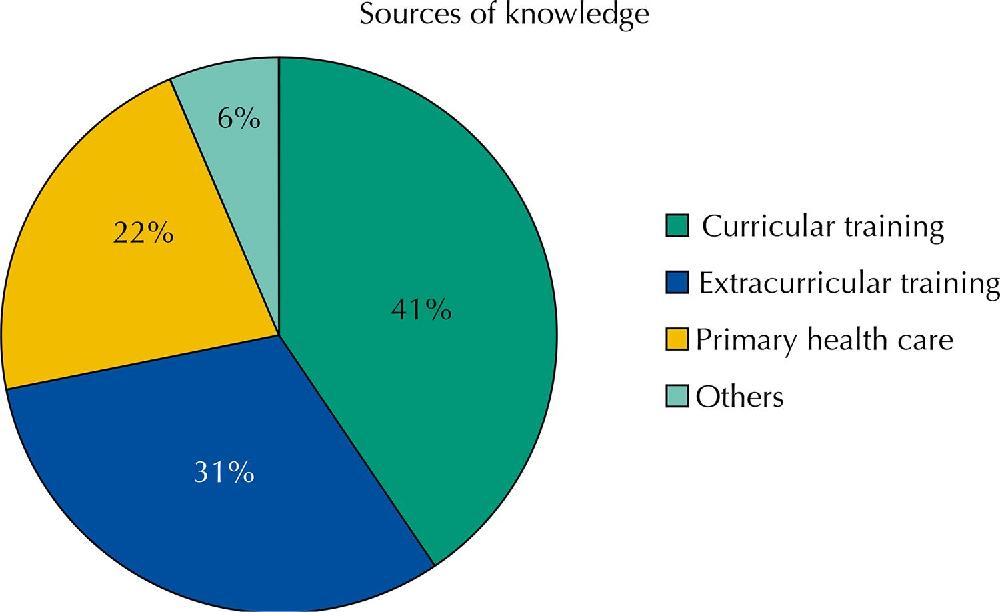 Sources of knowledge
6%
22%
41%
31%
Curricular training
Extracurricular training
Primary health care
Others